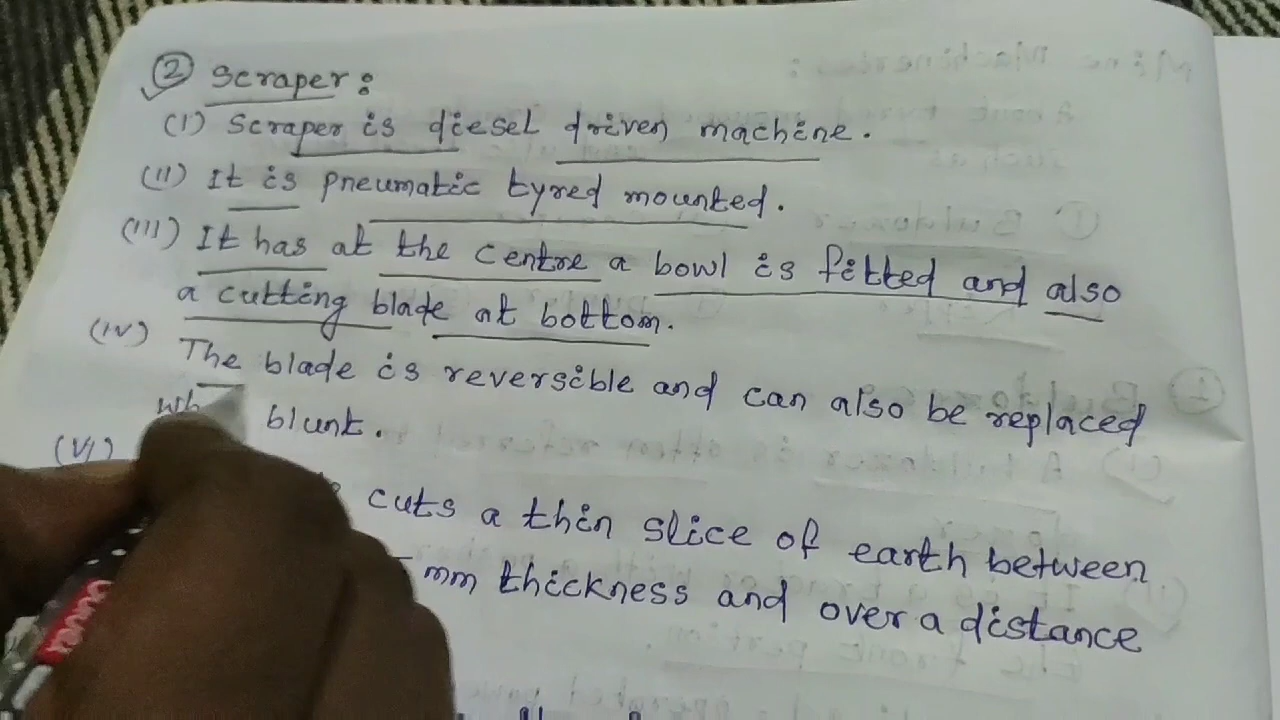 ② Scraper:
(I) Scraper is diesel driven machine.
(II) It is pneumatic tyred mounted.
(III) It has at the centre a bowl is fitted and also
a cutting blade at bottom.
(IV) The blade is reversible and can also be replaced
blunt.
(VI)
cuts a thin slice of earth between
mm thickness and over a distance